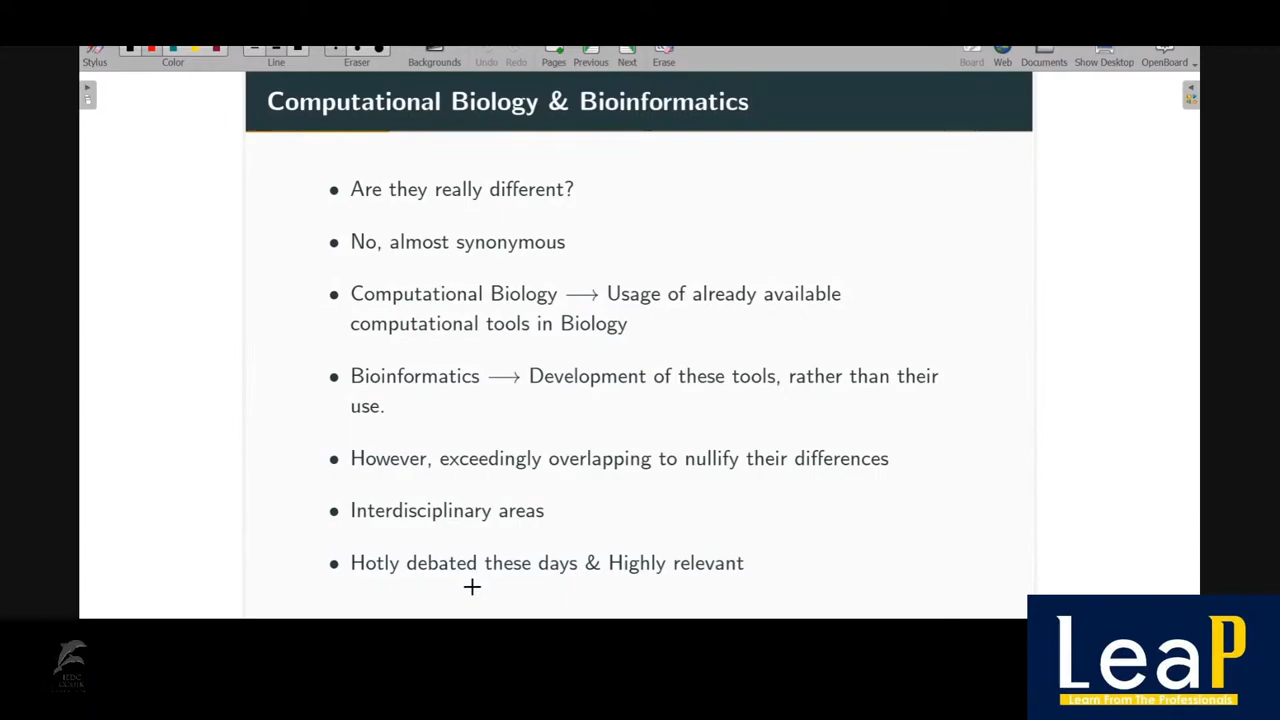 Stylus Color Line Eraser Backgrounds Undo Redo Pages Previous Next Erase Board Web Documents Show Desktop OpenBoard
Computational Biology & Bioinformatics
• Are they really different?
• No, almost synonymous
• Computational Biology ⟶ Usage of already available
computational tools in Biology
• Bioinformatics ⟶ Development of these tools, rather than their
use.
• However, exceedingly overlapping to nullify their differences
• Interdisciplinary areas
• Hotly debated these days & Highly relevant
LeaP
Learn From The Professionals
IEDC